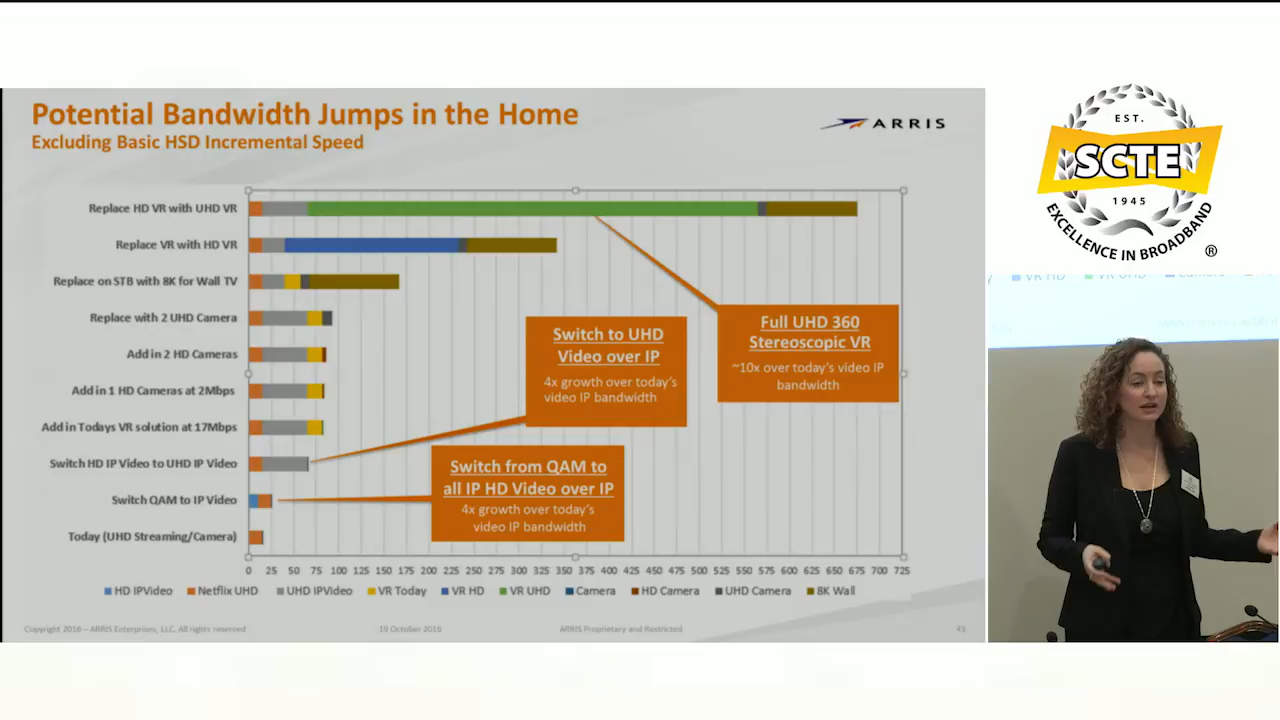 Potential Bandwidth Jumps in the Home
Excluding Basic HSD Incremental Speed
ARRIS
Replace HD VR with UHD VR
Replace VR with HD VR
Replace on STB with 8K for Wall TV
Replace with 2 UHD Camera
Add in 2 HD Cameras
Add in 1 HD Cameras at 2Mbps
Add in Todays VR solution at 17Mbps
Switch HD IP Video to UHD IP Video
Switch QAM to IP Video
Today (UHD Streaming/Camera)
Full UHD 360
Stereoscopic VR
~10x over today's video IP
bandwidth
Switch to UHD
Video over IP
4x growth over today's
video IP bandwidth
Switch from QAM to
all IP HD Video over IP
4x growth over today's
video IP bandwidth
0 25 50 75 100 125 150 175 200 225 250 275 300 325 350 375 400 425 450 475 500 525 550 575 600 625 650 675 700 725
HD IPVideo Netflix UHD UHD IPVideo VR Today VR HD VR UHD Camera HD Camera UHD Camera 8K Wall
Copyright 2016 – ARRIS Enterprises, LLC. All rights reserved 19 October 2016 ARRIS Proprietary and Restricted 43
EST.
SCTE
1945
EXCELLENCE IN BROADBAND
®
VR HD